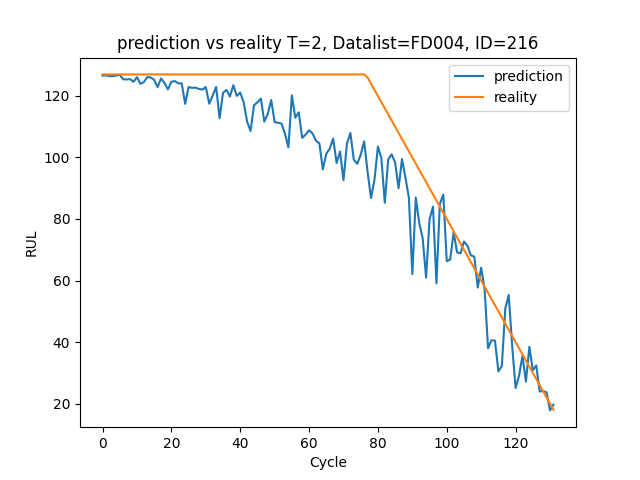 prediction vs reality T=2, Datalist=FD004, ID=216
prediction
reality
RUL
120
100
80
60
40
20
0 20 40 60 80 100 120
Cycle